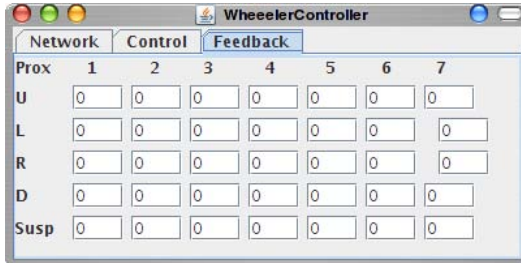 WheeelerController
Network Control Feedback
Prox 1 2 3 4 5 6 7
U 0 0 0 0 0 0 0
L 0 0 0 0 0 0 0
R 0 0 0 0 0 0 0
D 0 0 0 0 0 0 0
Susp 0 0 0 0 0 0 0